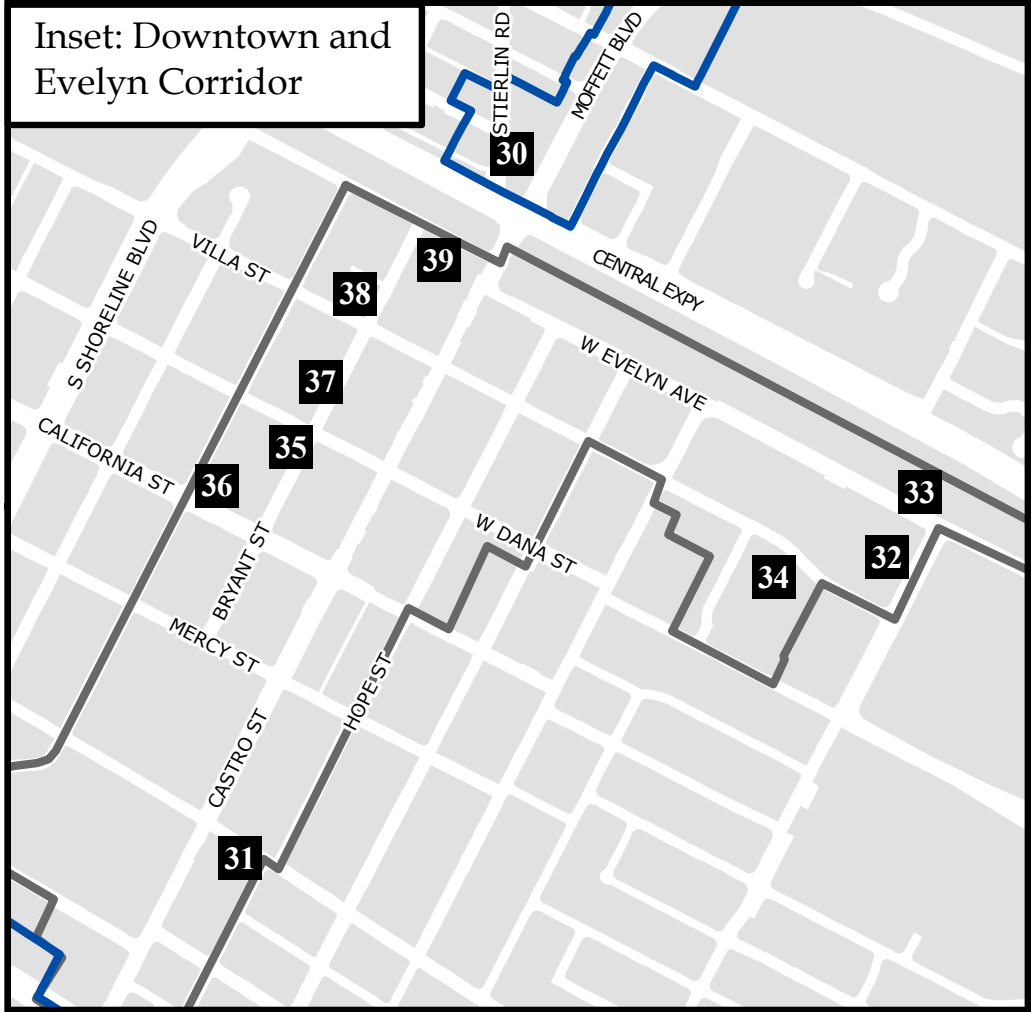 Inset: Downtown and
Evelyn Corridor
STIERLIN RD
MOFFETT BLVD
30
S SHORELINE BLVD
VILLA ST
39
CENTRAL EXPY
38
W EVELYN AVE
37
CALIFORNIA ST
35
36
33
W DANA ST
32
BRYANT ST
34
MERCY ST
HOPE ST
CASTRO ST
31